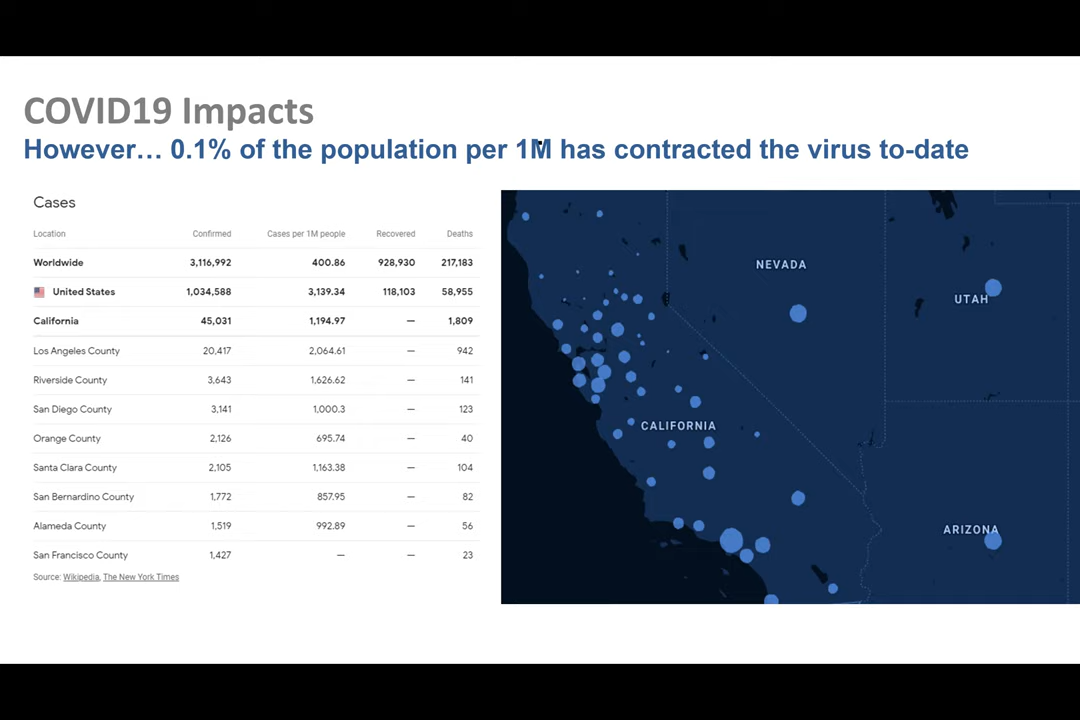 COVID19 Impacts
However… 0.1% of the population per 1M has contracted the virus to-date
Cases
Location Confirmed Cases per 1M people Recovered Deaths
Worldwide 3,116,992 400.86 928,930 217,183
United States 1,034,588 3,139.34 118,103 58,955
California 45,031 1,194.97 — 1,809
Los Angeles County 20,417 2,064.61 — 942
Riverside County 3,643 1,626.62 — 141
San Diego County 3,141 1,000.3 — 123
Orange County 2,126 695.74 — 40
Santa Clara County 2,105 1,163.38 — 104
San Bernardino County 1,772 857.95 — 82
Alameda County 1,519 992.89 — 56
San Francisco County 1,427 — — 23
Source: Wikipedia, The New York Times
NEVADA
UTAH
CALIFORNIA
ARIZONA